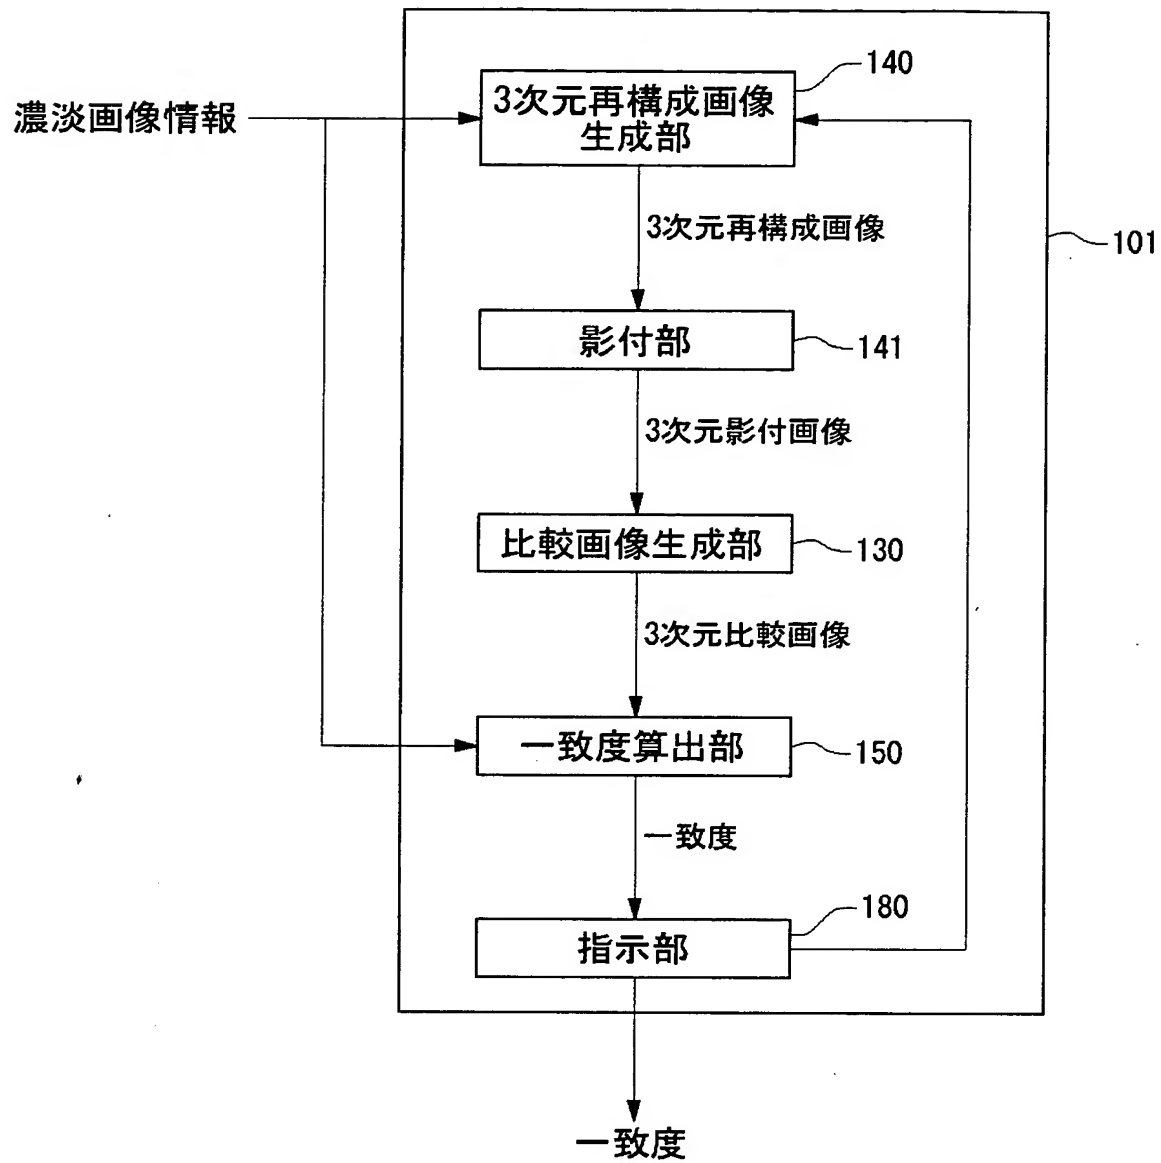 140
3次元再構成画像
生成部
濃淡画像情報
3次元再構成画像
101
影付部
141
3次元影付画像
比較画像生成部
130
3次元比較画像
一致度算出部
150
一致度
180
指示部
一致度